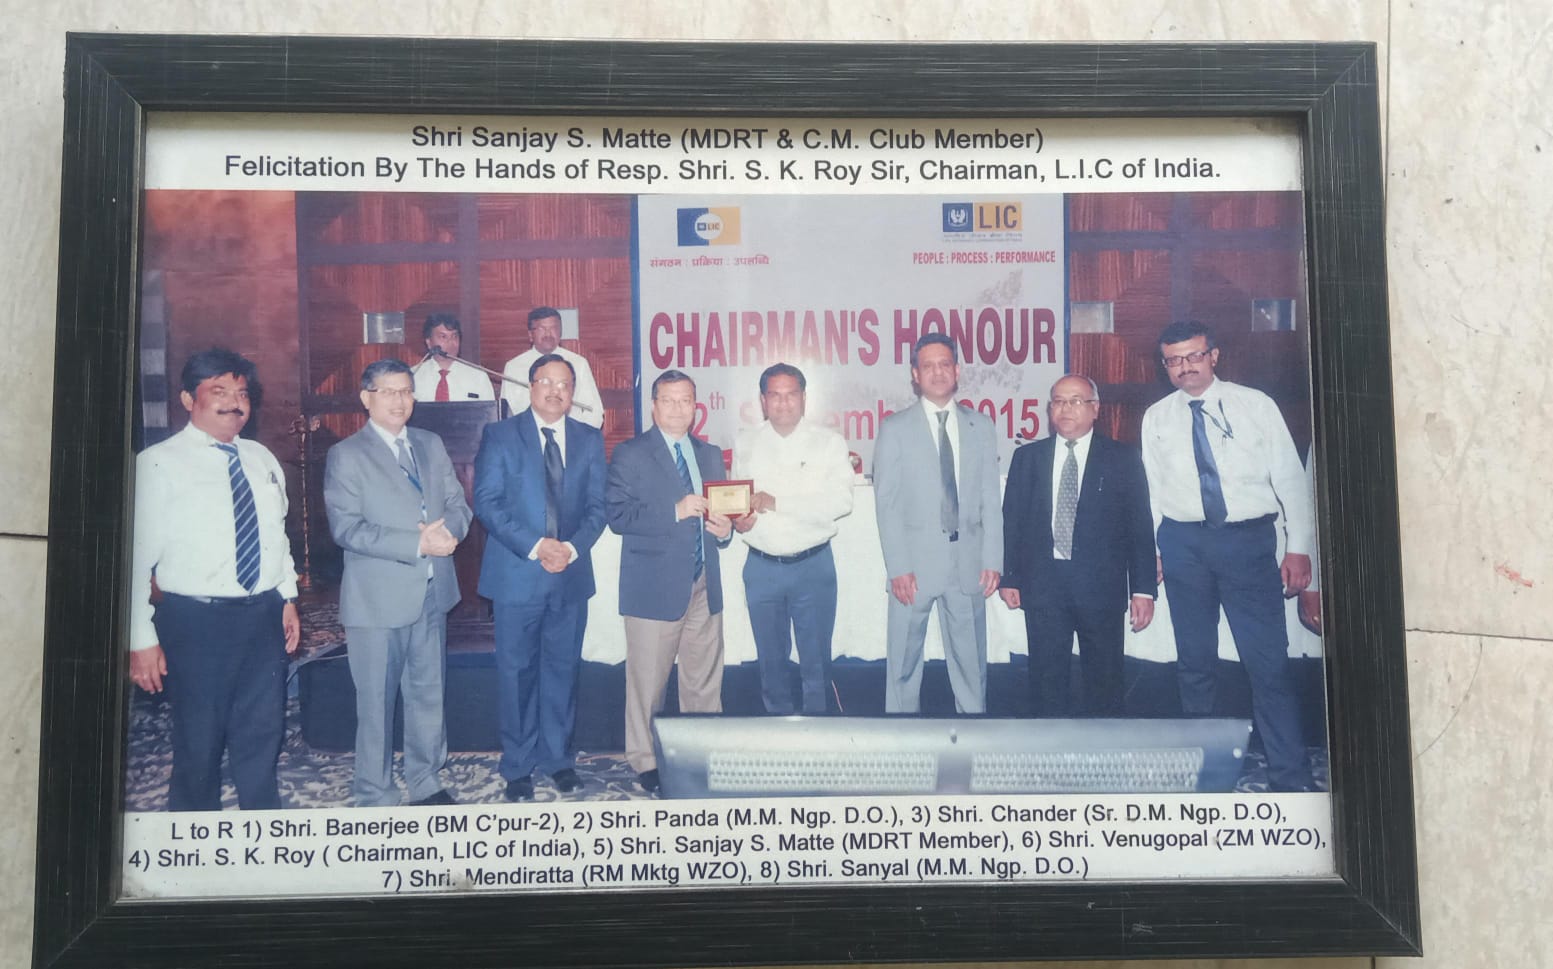 Shri Sanjay S. Matte (MDRT & C.M. Club Member)
Felicitation By The Hands of Resp. Shri. S. K. Roy Sir, Chairman, L.I.C of India.
LIC
LIC
संगठन : प्रक्रिया : उपलब्धि
PEOPLE : PROCESS : PERFORMANCE
CHAIRMAN'S HONOUR
2015
L to R 1) Shri. Banerjee (BM C'pur-2), 2) Shri. Panda (M.M. Ngp. D.O.), 3) Shri. Chander (Sr. D.M. Ngp. D.O),
4) Shri. S. K. Roy ( Chairman, LIC of India), 5) Shri. Sanjay S. Matte (MDRT Member), 6) Shri. Venugopal (ZM WZO),
7) Shri. Mendiratta (RM Mktg WZO), 8) Shri. Sanyal (M.M. Ngp. D.O.)